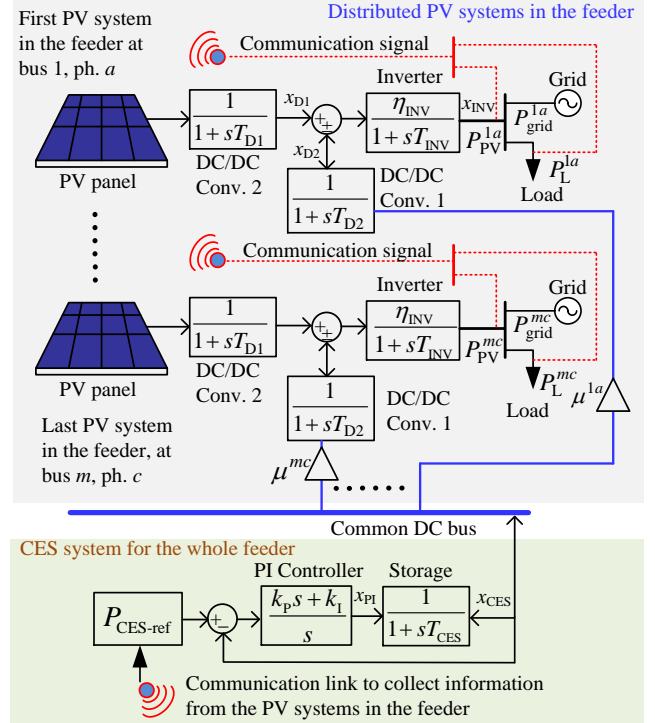 First PV system
in the feeder at
bus 1, ph. a
Distributed PV systems in the feeder
Communication signal
Inverter
Grid
x_D1
1
1 + sT_D1
+ ±
η_INV
1 + sT_INV
x_INV
P_PV^1a
P_grid^1a
P_L^1a
Load
PV panel
DC/DC
Conv. 2
x_D2
1
1 + sT_D2
DC/DC
Conv. 1
Communication signal
Inverter
Grid
1
1 + sT_D1
+ ±
η_INV
1 + sT_INV
P_PV^mc
P_grid^mc
P_L^mc
Load
μ^1a
PV panel
DC/DC
Conv. 2
1
1 + sT_D2
DC/DC
Conv. 1
Last PV system
in the feeder, at
bus m, ph. c
μ^mc
Common DC bus
CES system for the whole feeder
PI Controller
Storage
P_CES-ref
+ −
k_P s + k_I
s
x_PI
1
1 + sT_CES
x_CES
Communication link to collect information
from the PV systems in the feeder